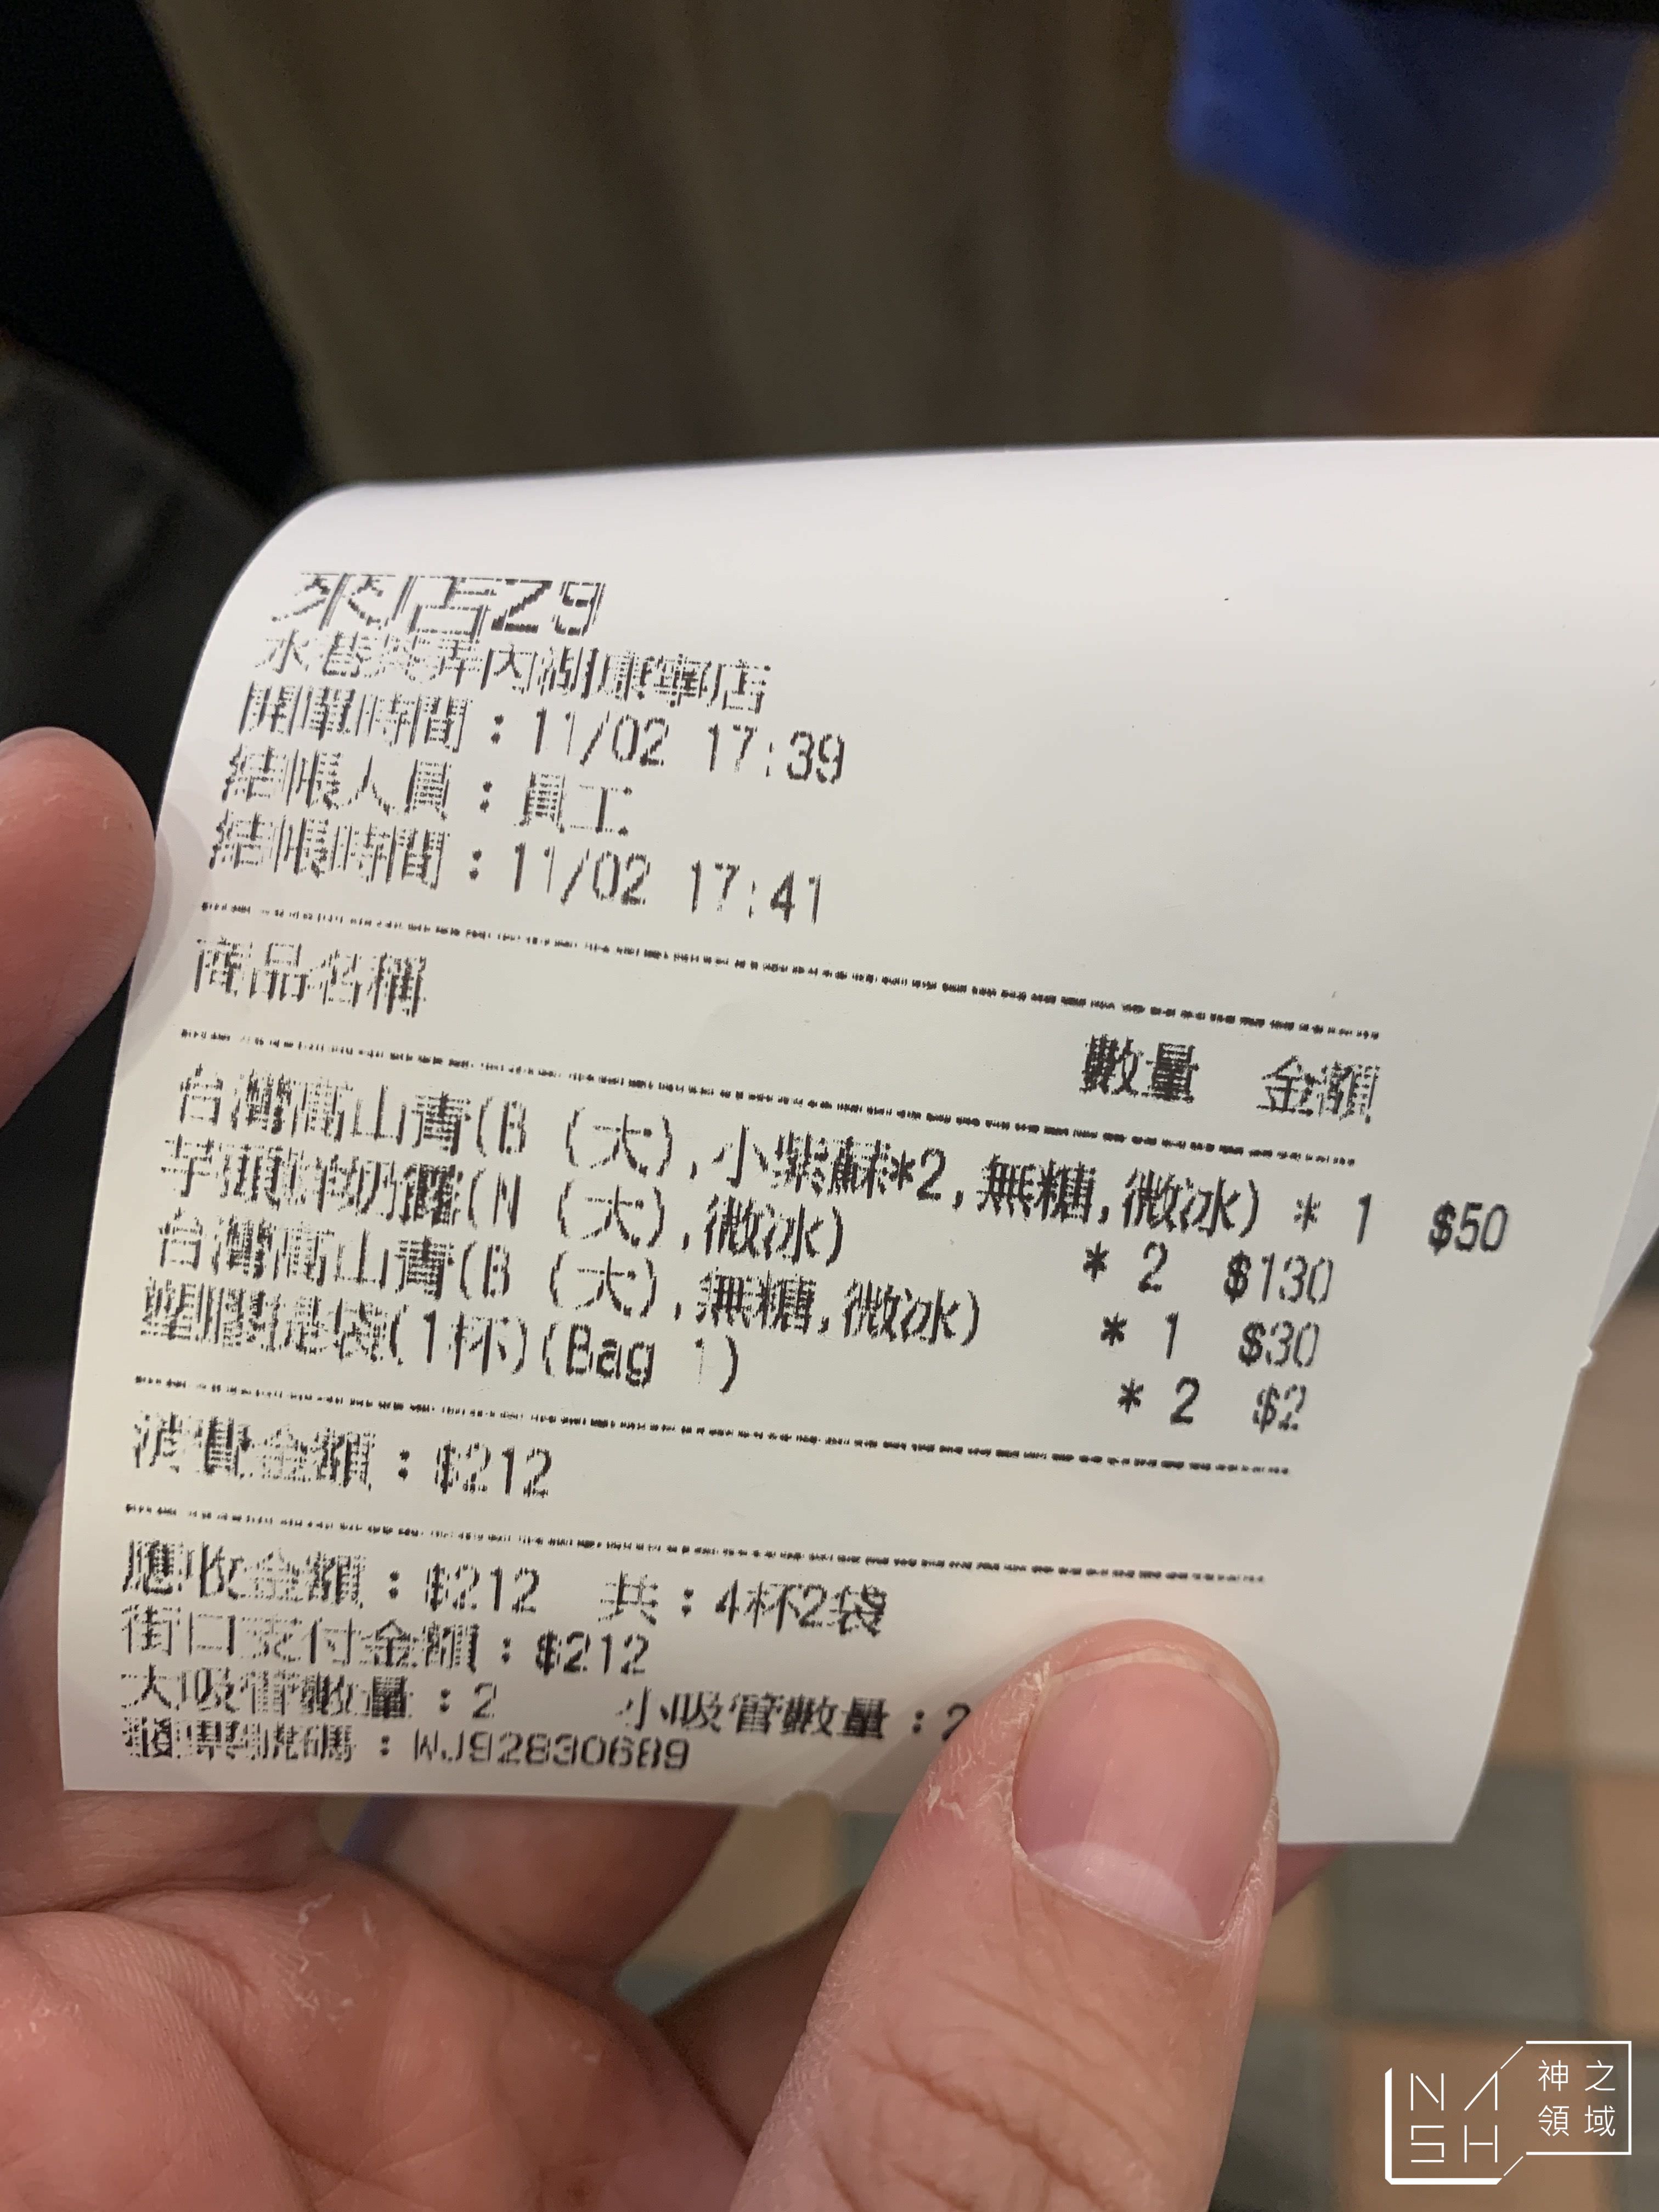 來店29
水巷茶弄內湖康寧店
開單時間：11/02 17:39
結帳人員：員工
結帳時間：11/02 17:41
商品名稱 數量 金額
台灣高山青(B (大),小紫蘇*2,無糖,微冰) * 1 $50
芋頭鮮奶露(N (大),微冰) * 2 $130
台灣高山青(B (大),無糖,微冰) * 1 $30
塑膠提袋(1杯)(Bag 1) * 2 $2
消費金額：$212
應收金額：$212 共：4杯2袋
街口支付金額：$212
大吸管數量：2 小吸管數量：2
發票號碼：WJ92830689
NASH 神之領域